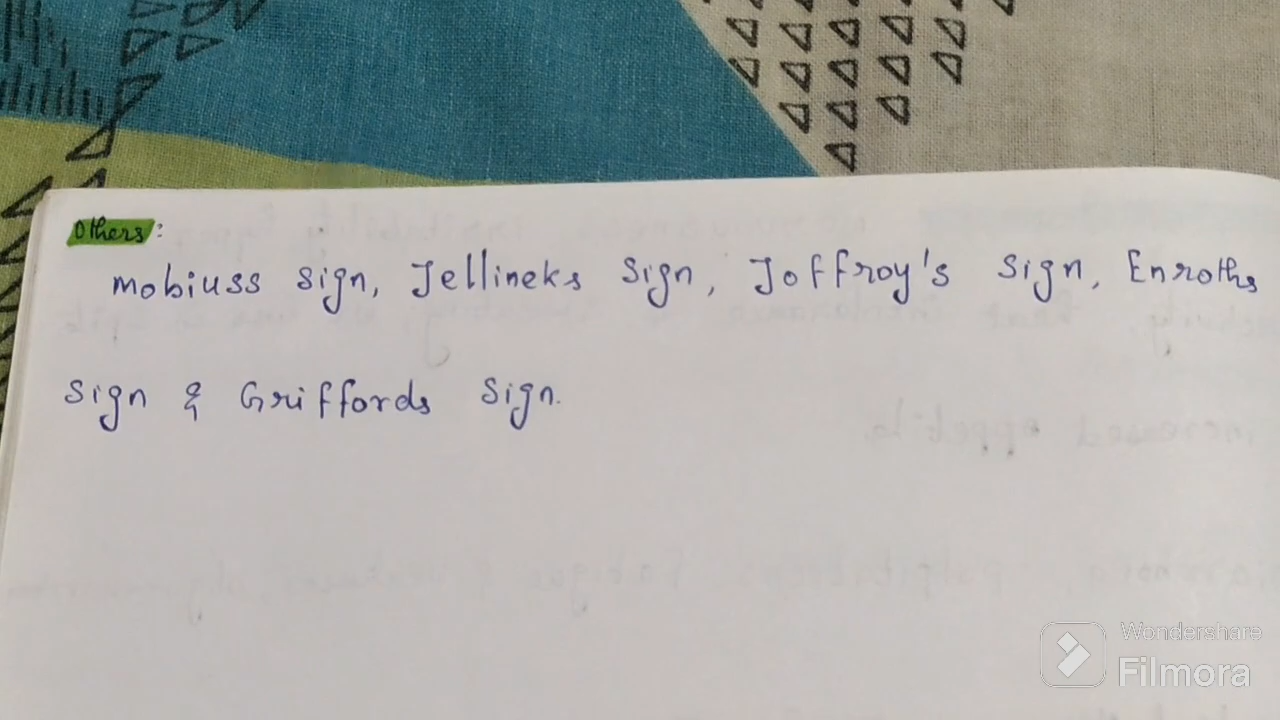 Others:
mobiuss sign, Jellineks sign, Joffroy's sign, Enroths
sign & Griffords sign.
Wondershare
Filmora